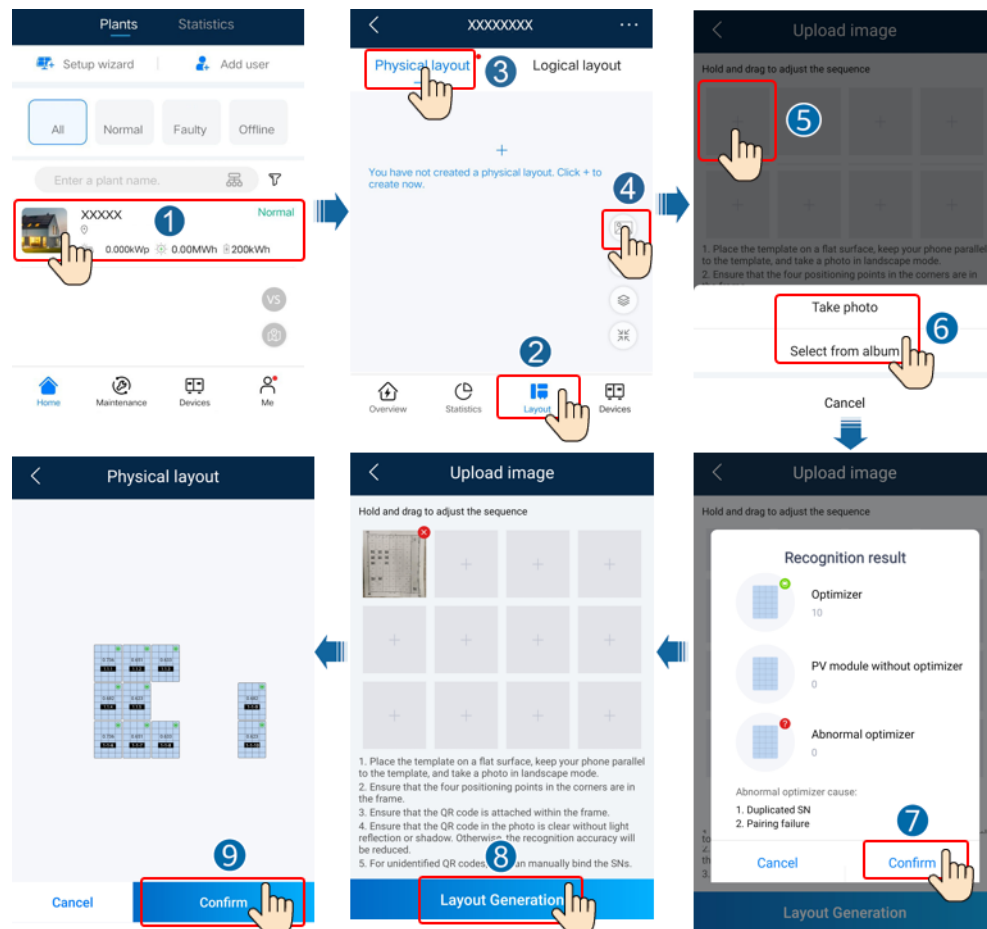 Plants
Statistics
Setup wizard
Add user
All
Normal
Faulty
Offline
Enter a plant name.
XXXXX
1
Normal
0.000kWp
0.00MWh
200kWh
VS
Home
Maintenance
Devices
Me
XXXXXXXX
Physical layout
3
Logical layout
You have not created a physical layout. Click + to
create now.
4
2
Overview
Statistics
Layout
Devices
Upload image
Hold and drag to adjust the sequence
5
1. Place the template on a flat surface, keep your phone parallel
to the template, and take a photo in landscape mode.
2. Ensure that the four positioning points in the corners are in
Take photo
6
Select from album
Cancel
Physical layout
9
Cancel
Confirm
Upload image
Hold and drag to adjust the sequence
1. Place the template on a flat surface, keep your phone parallel
to the template, and take a photo in landscape mode.
2. Ensure that the four positioning points in the corners are in
the frame.
3. Ensure that the QR code is attached within the frame.
4. Ensure that the QR code in the photo is clear without light
reflection or shadow. Otherwise, the recognition accuracy will
be reduced.
5. For unidentified QR codes, 8 an manually bind the SNs.
Layout Generation
Upload image
Hold and drag to adjust the sequence
Recognition result
Optimizer
10
PV module without optimizer
0
Abnormal optimizer
0
Abnormal optimizer cause:
1. Duplicated SN
2. Pairing failure
7
Cancel
Confirm
Layout Generation